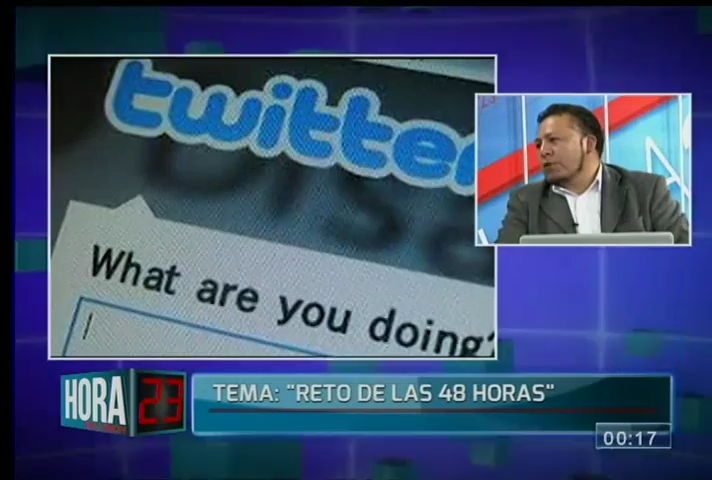 twitter
What are you doing?
HORA 23
TEMA: "RETO DE LAS 48 HORAS"
00:17